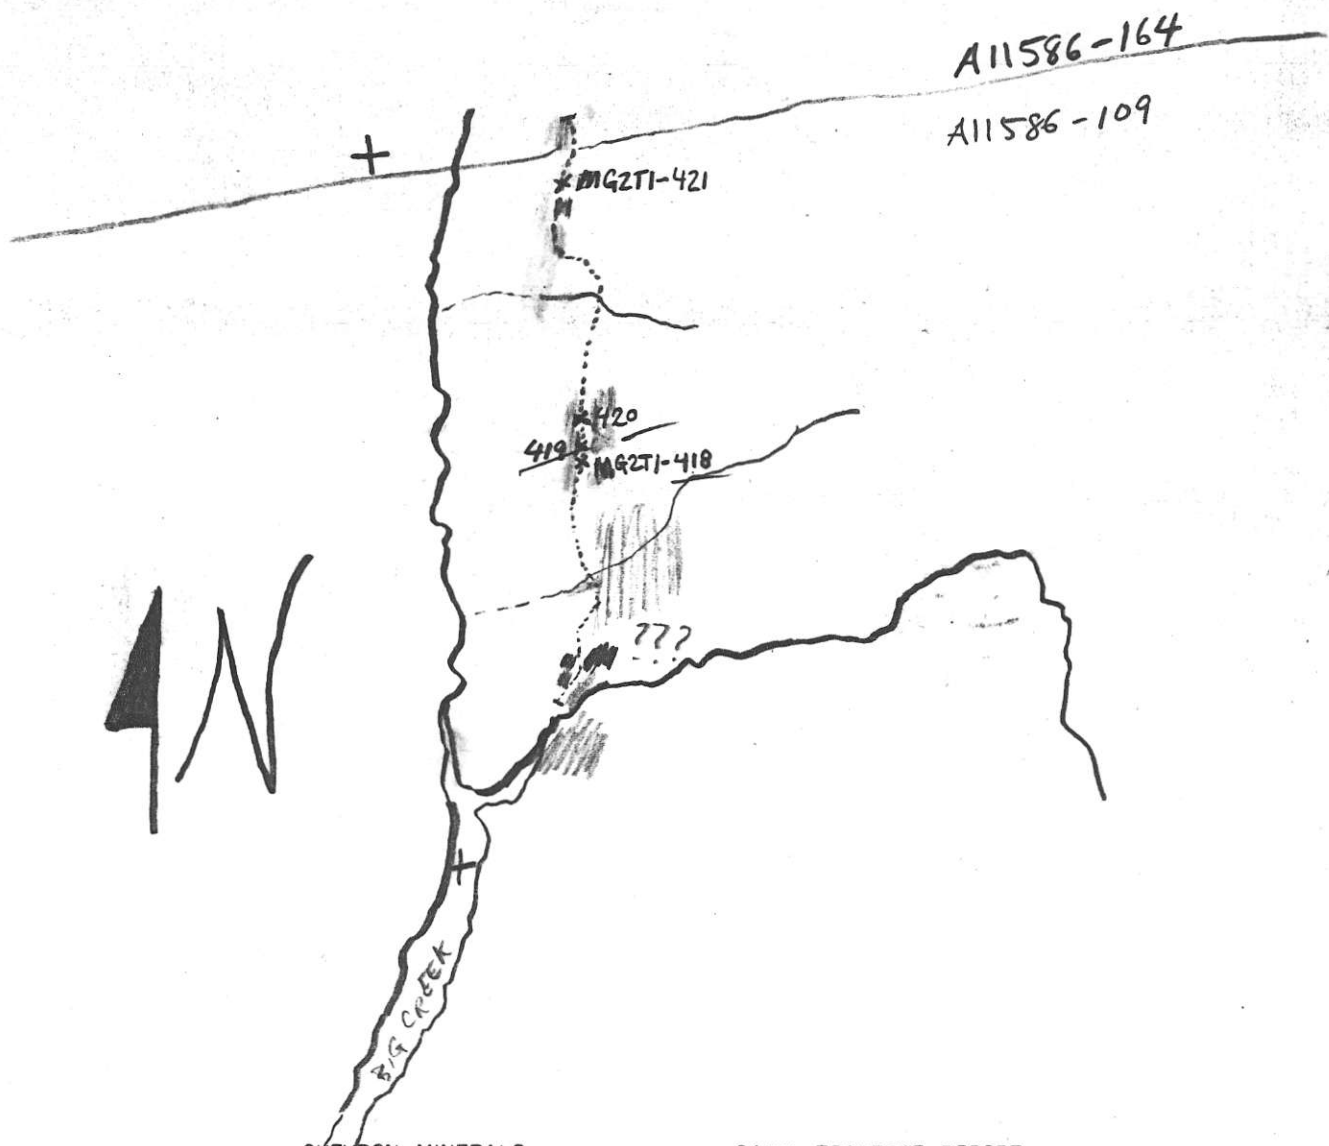 A11586-164
A11586-109
+
MG2T1-421
420
419
MG2T1-418
???
N
+
BIG CREEK